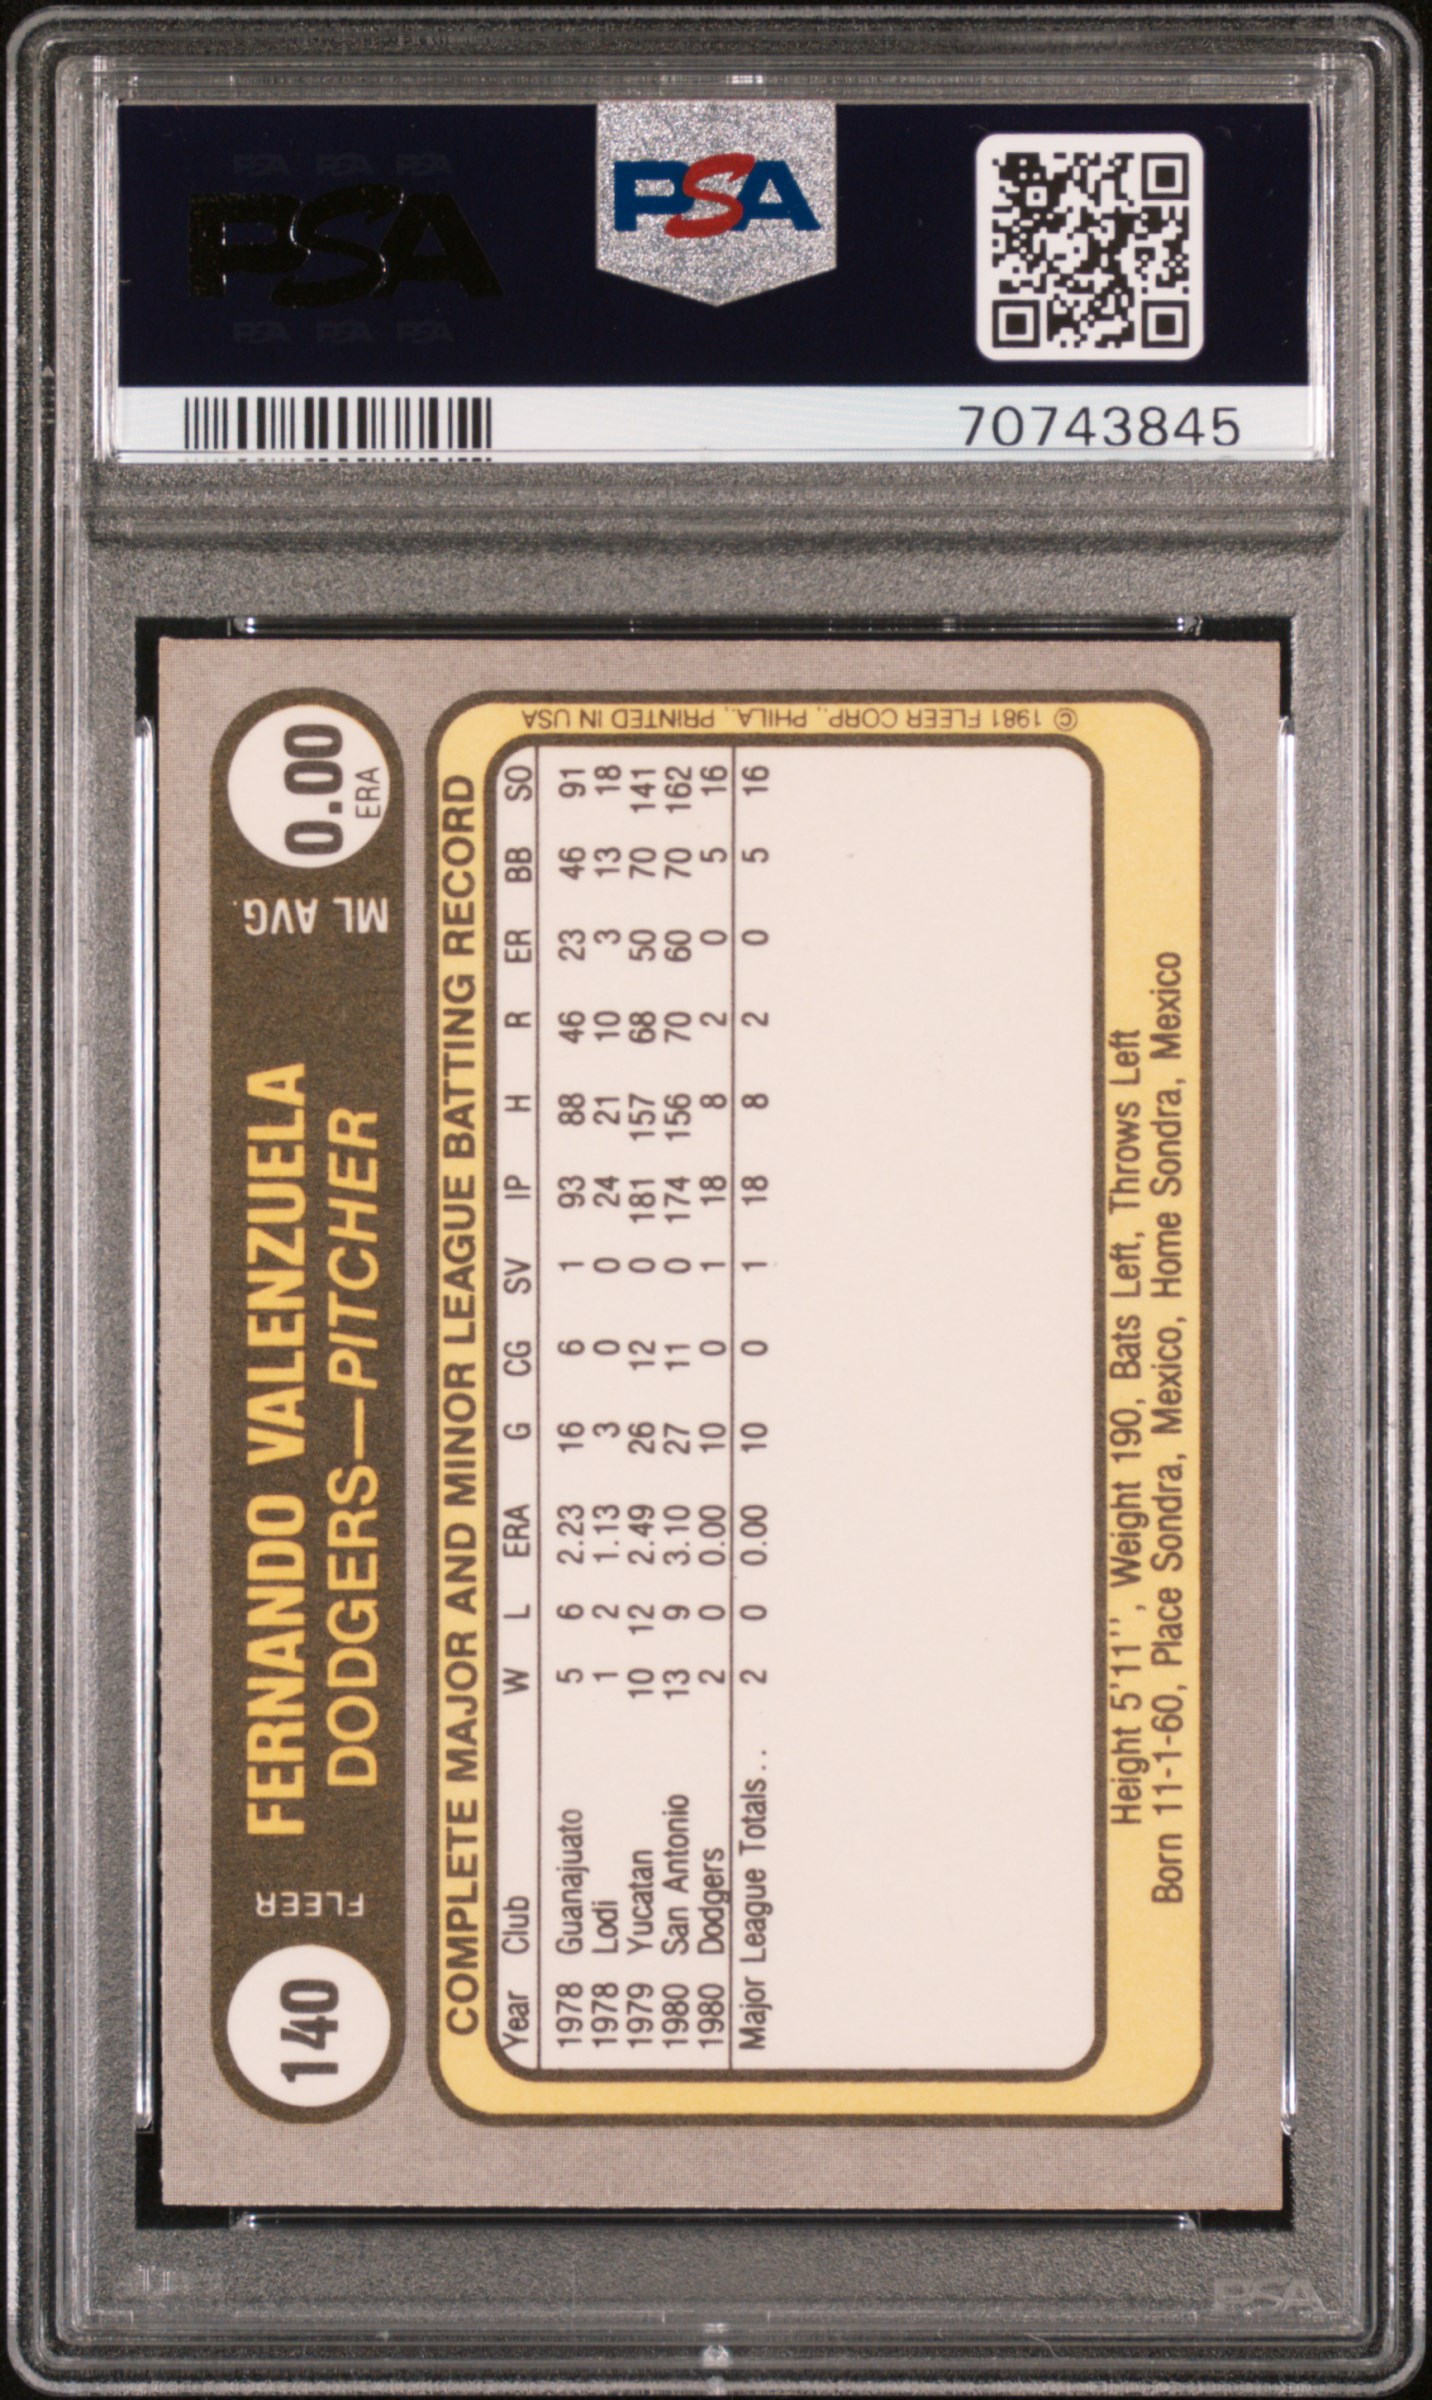 PSA PSA PSA
PSA
PSA PSA PSA
PSA
70743845
140
FLEER
FERNANDO VALENZUELA
DODGERS—PITCHER
ML AVG.
0.00
ERA
COMPLETE MAJOR AND MINOR LEAGUE BATTING RECORD
Year Club W L ERA G CG SV IP H R ER BB SO
1978 Guanajuato 5 6 2.23 16 6 1 93 88 46 23 46 91
1978 Lodi 1 2 1.13 3 0 0 24 21 10 3 13 18
1979 Yucatan 10 12 2.49 26 12 0 181 157 68 50 70 141
1980 San Antonio 13 9 3.10 27 11 0 174 156 70 60 70 162
1980 Dodgers 2 0 0.00 10 0 1 18 8 2 0 5 16
Major League Totals.. 2 0 0.00 10 0 1 18 8 2 0 5 16
© 1981 FLEER CORP., PHILA., PRINTED IN USA
Height 5'11'', Weight 190, Bats Left, Throws Left
Born 11-1-60, Place Sondra, Mexico, Home Sondra, Mexico
PSA